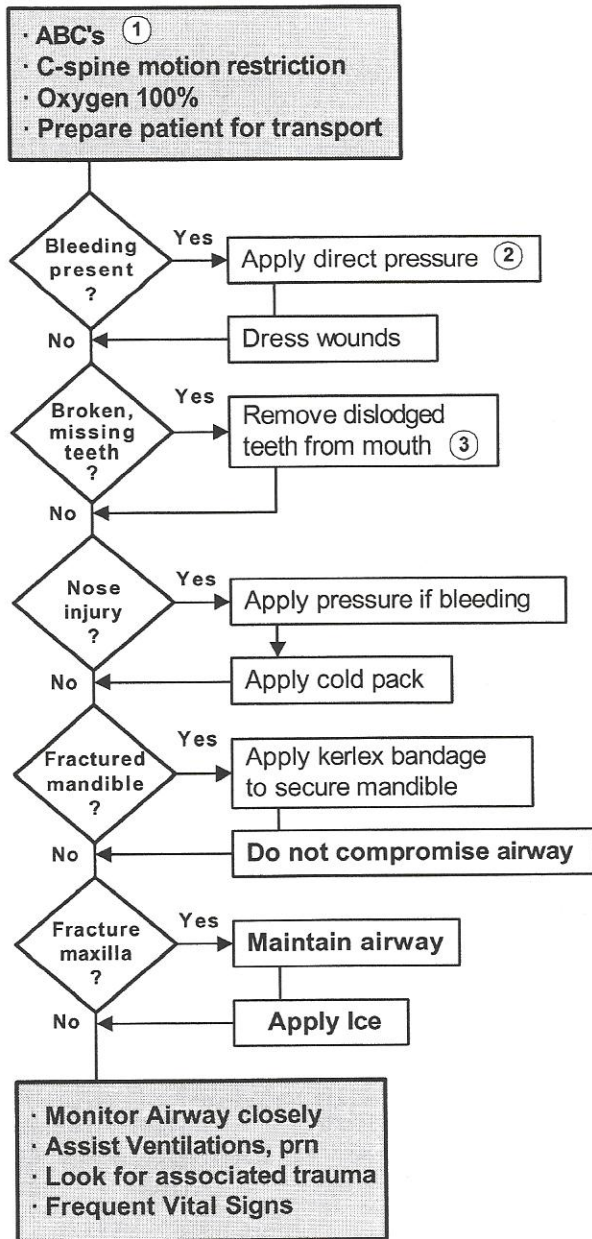 · ABC's ①
· C-spine motion restriction
· Oxygen 100%
· Prepare patient for transport
Bleeding
present
?
Yes
Apply direct pressure ②
No
Dress wounds
Broken,
missing
teeth
?
Yes
Remove dislodged
teeth from mouth ③
No
Nose
injury
?
Yes
Apply pressure if bleeding
No
Apply cold pack
Fractured
mandible
?
Yes
Apply kerlex bandage
to secure mandible
No
Do not compromise airway
Fracture
maxilla
?
Yes
Maintain airway
No
Apply Ice
· Monitor Airway closely
· Assist Ventilations, prn
· Look for associated trauma
· Frequent Vital Signs